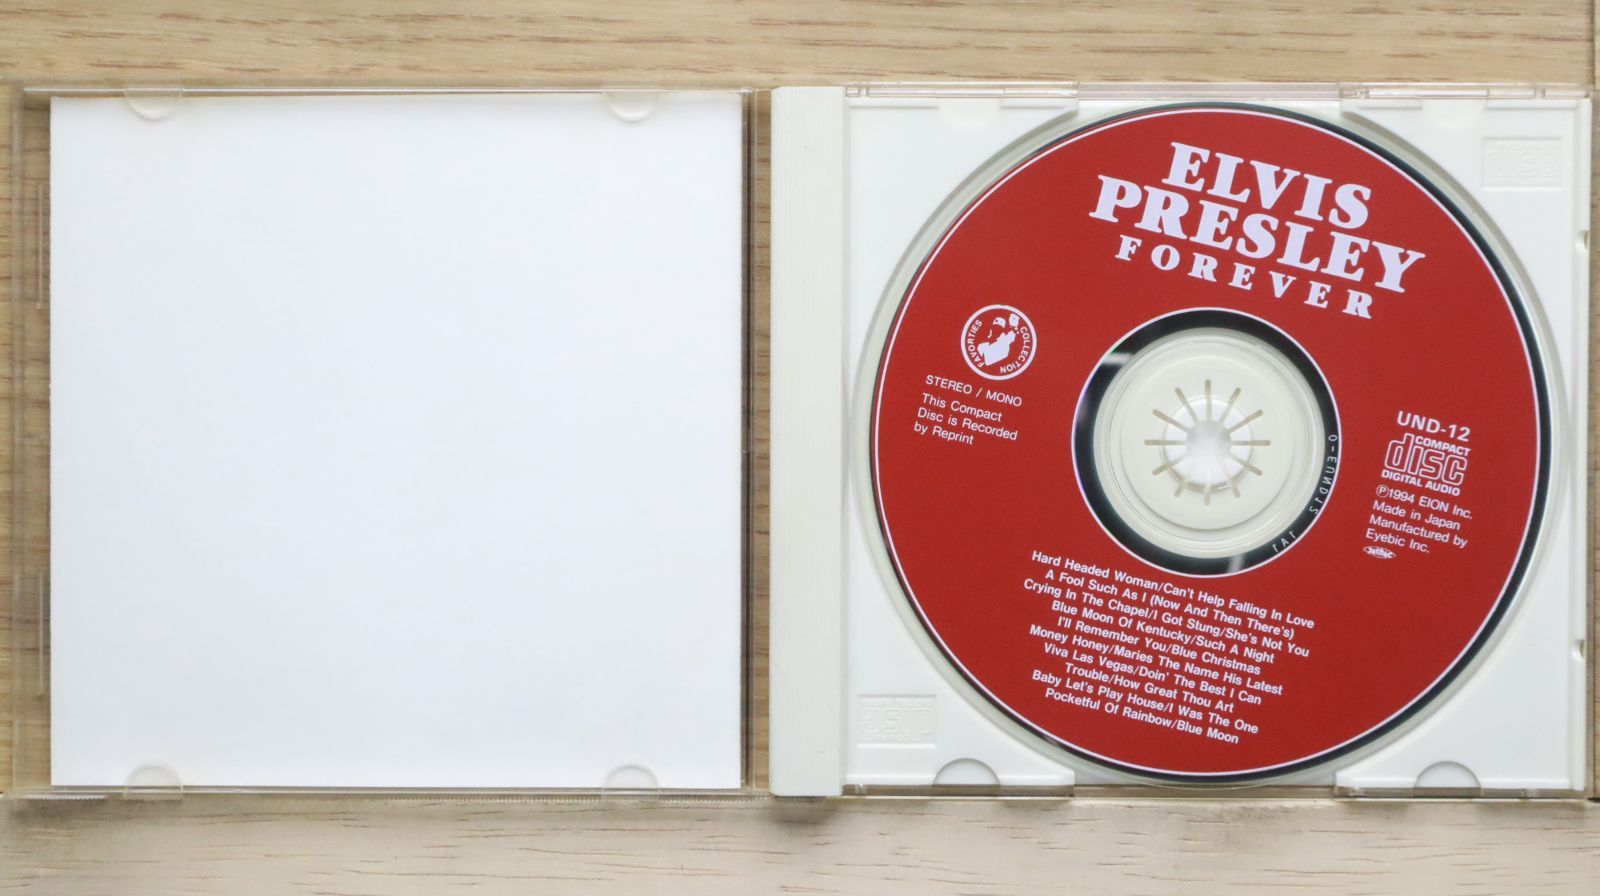 ELVIS
PRESLEY
FOREVER
FAVORITIES
COLLECTION
STEREO / MONO
This Compact
Disc is Recorded
by Reprint
UND-12
COMPACT
disc
DIGITAL AUDIO
Ⓟ1994 EION Inc.
Made in Japan
Manufactured by
Eyebic Inc.
Hard Headed Woman/Can't Help Falling In Love
A Fool Such As I (Now And Then There's)
Crying In The Chapel/I Got Stung/She's Not You
Blue Moon Of Kentucky/Such A Night
I'll Remember You/Blue Christmas
Money Honey/Maries The Name His Latest
Viva Las Vegas/Doin' The Best I Can
Trouble/How Great Thou Art
Baby Let's Play House/I Was The One
Pocketful Of Rainbow/Blue Moon